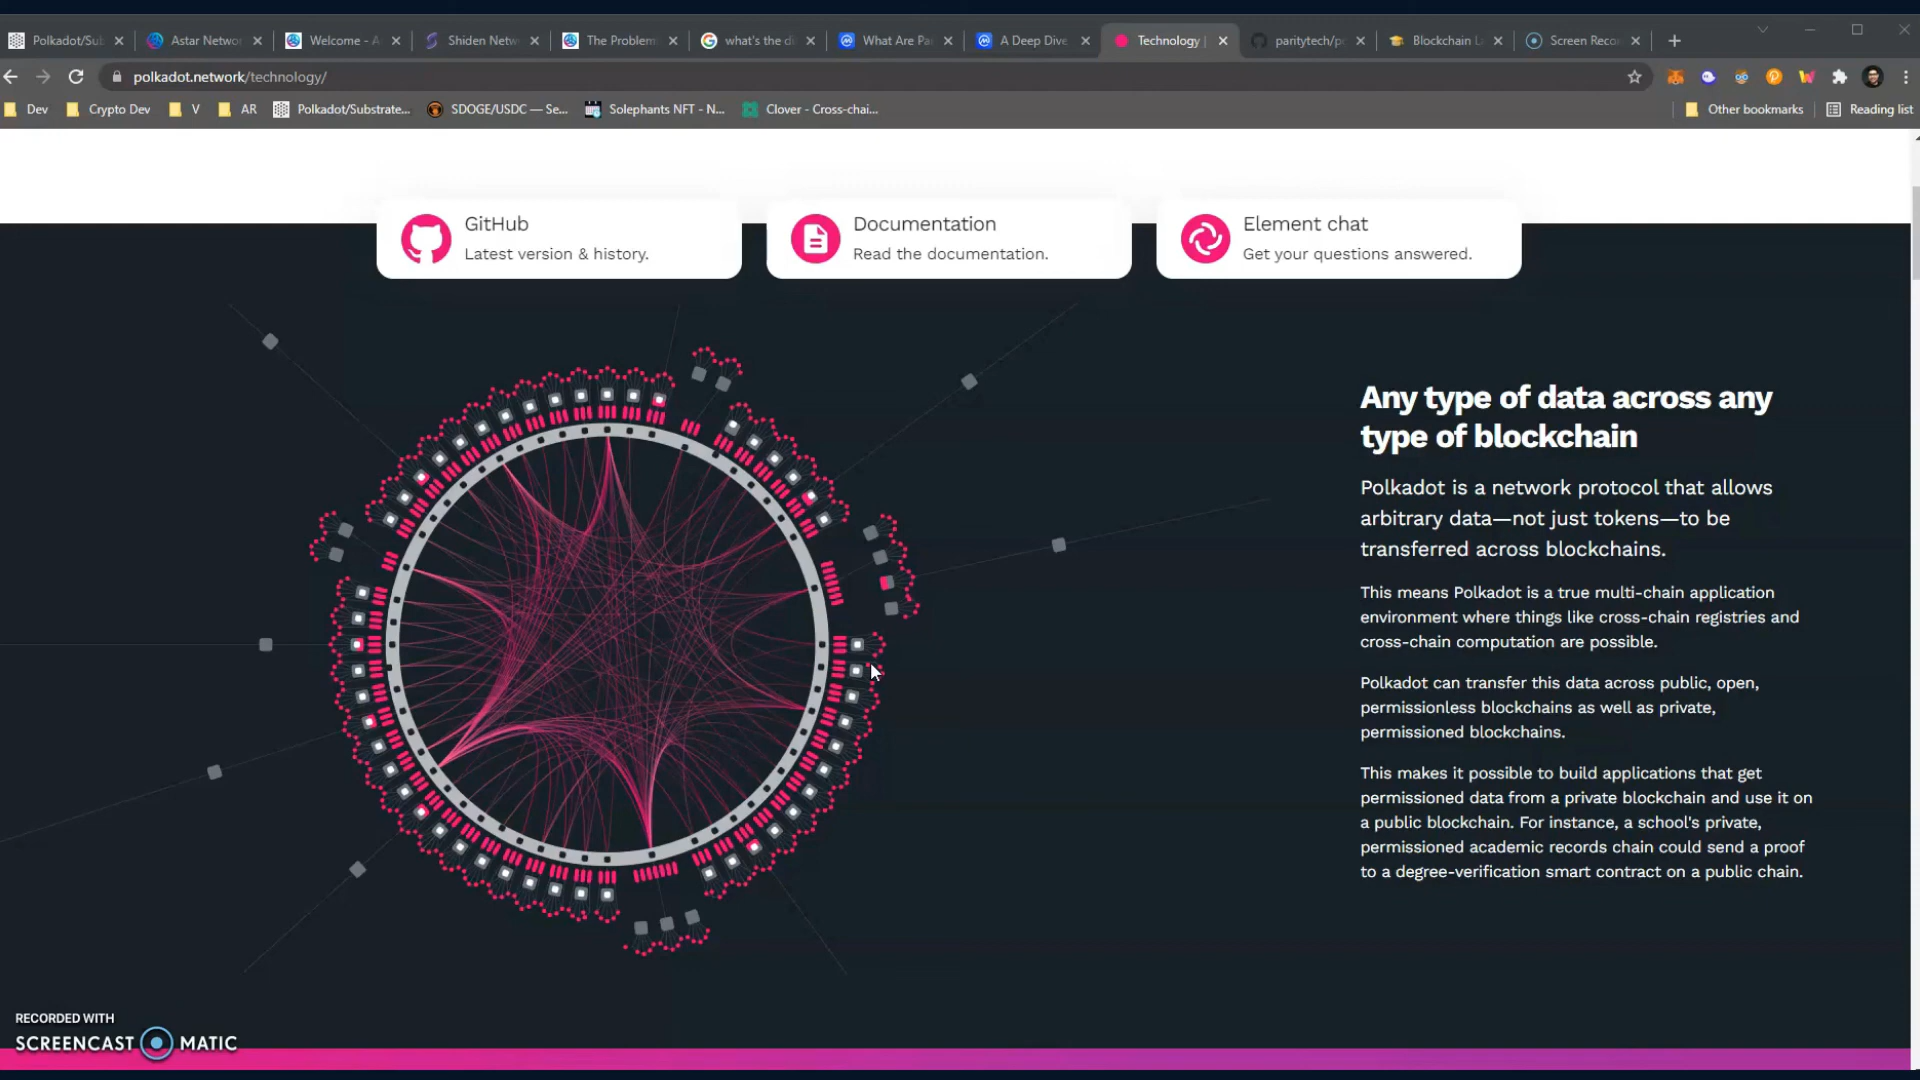 Polkadot/Sub
Astar Networ
Welcome - A
Shiden Netw
The Problem
what's the di
What Are Pa
A Deep Dive
Technology |
paritytech/po
Blockchain L
Screen Reco
polkadot.network/technology/
Dev
Crypto Dev
V
AR
Polkadot/Substrate...
SDOGE/USDC — Se...
Solephants NFT - N...
Clover - Cross-chai...
Other bookmarks
Reading list
GitHub
Latest version & history.
Documentation
Read the documentation.
Element chat
Get your questions answered.
Any type of data across any
type of blockchain
Polkadot is a network protocol that allows
arbitrary data—not just tokens—to be
transferred across blockchains.
This means Polkadot is a true multi-chain application
environment where things like cross-chain registries and
cross-chain computation are possible.
Polkadot can transfer this data across public, open,
permissionless blockchains as well as private,
permissioned blockchains.
This makes it possible to build applications that get
permissioned data from a private blockchain and use it on
a public blockchain. For instance, a school's private,
permissioned academic records chain could send a proof
to a degree-verification smart contract on a public chain.
RECORDED WITH
SCREENCAST MATIC